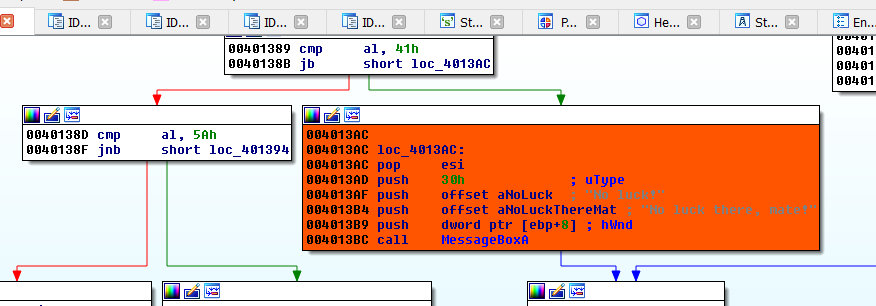 ID... ID... ID... ID... St... P... He... St... En...
00401389 cmp al, 41h
0040138B jb short loc_4013AC
004013
00401
00401
00401
0040138D cmp al, 5Ah
0040138F jnb short loc_401394
004013AC
004013AC loc_4013AC:
004013AC pop esi
004013AD push 30h ; uType
004013AF push offset aNoLuck ; "No luck!"
004013B4 push offset aNoLuckThereMat ; "No luck there, mate!"
004013B9 push dword ptr [ebp+8] ; hWnd
004013BC call MessageBoxA